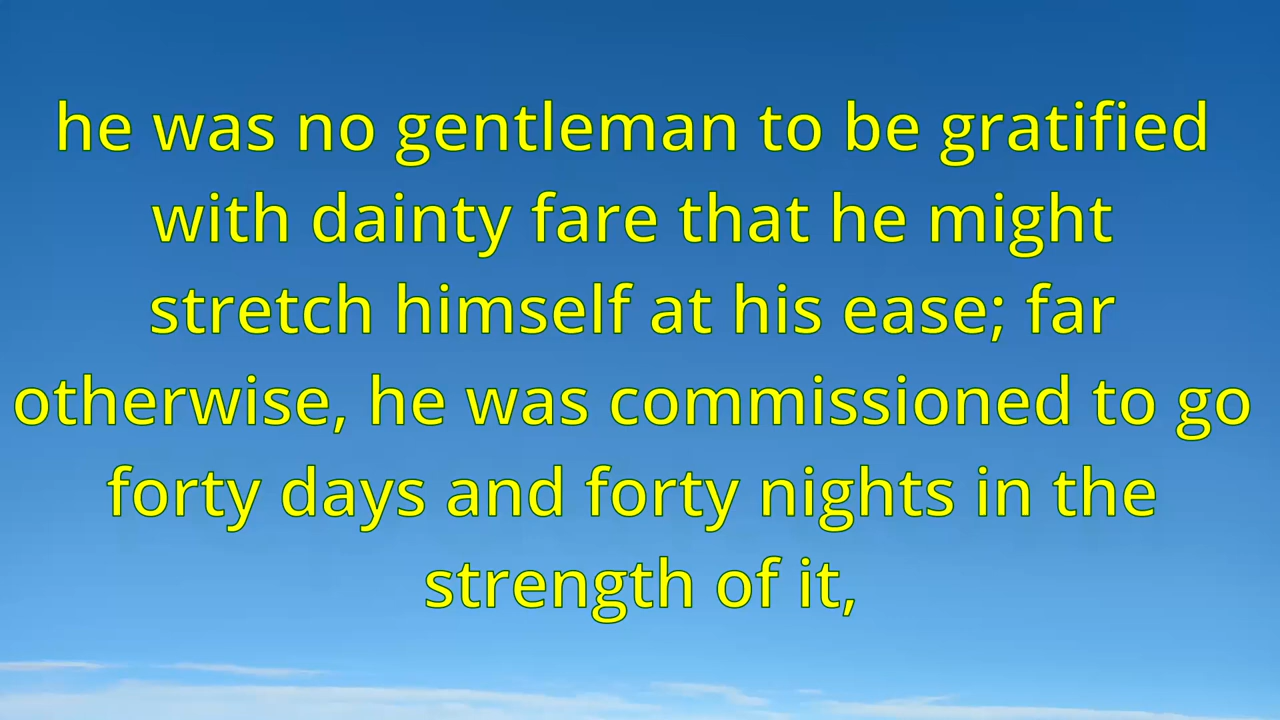 he was no gentleman to be gratified
with dainty fare that he might
stretch himself at his ease; far
otherwise, he was commissioned to go
forty days and forty nights in the
strength of it,